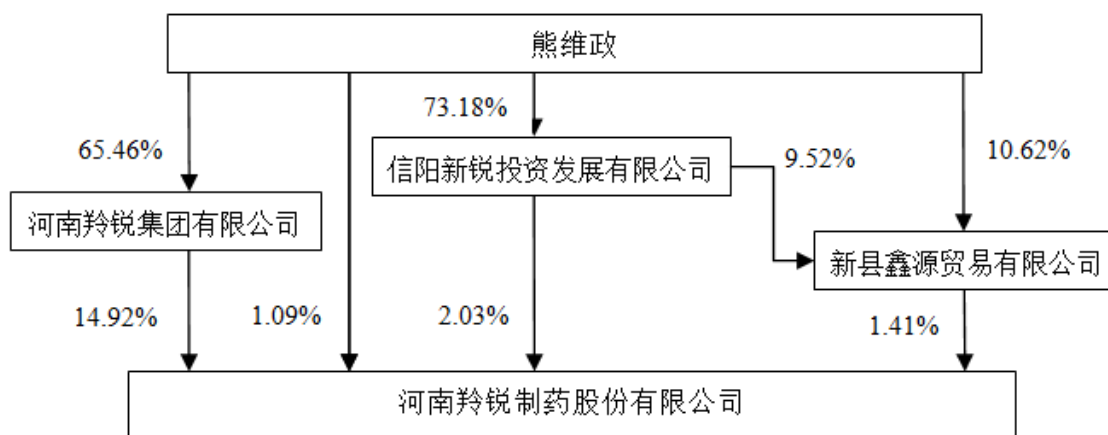 熊维政
73.18%
65.46%
信阳新锐投资发展有限公司
9.52%
10.62%
河南羚锐集团有限公司
新县鑫源贸易有限公司
14.92%
1.09%
2.03%
1.41%
河南羚锐制药股份有限公司